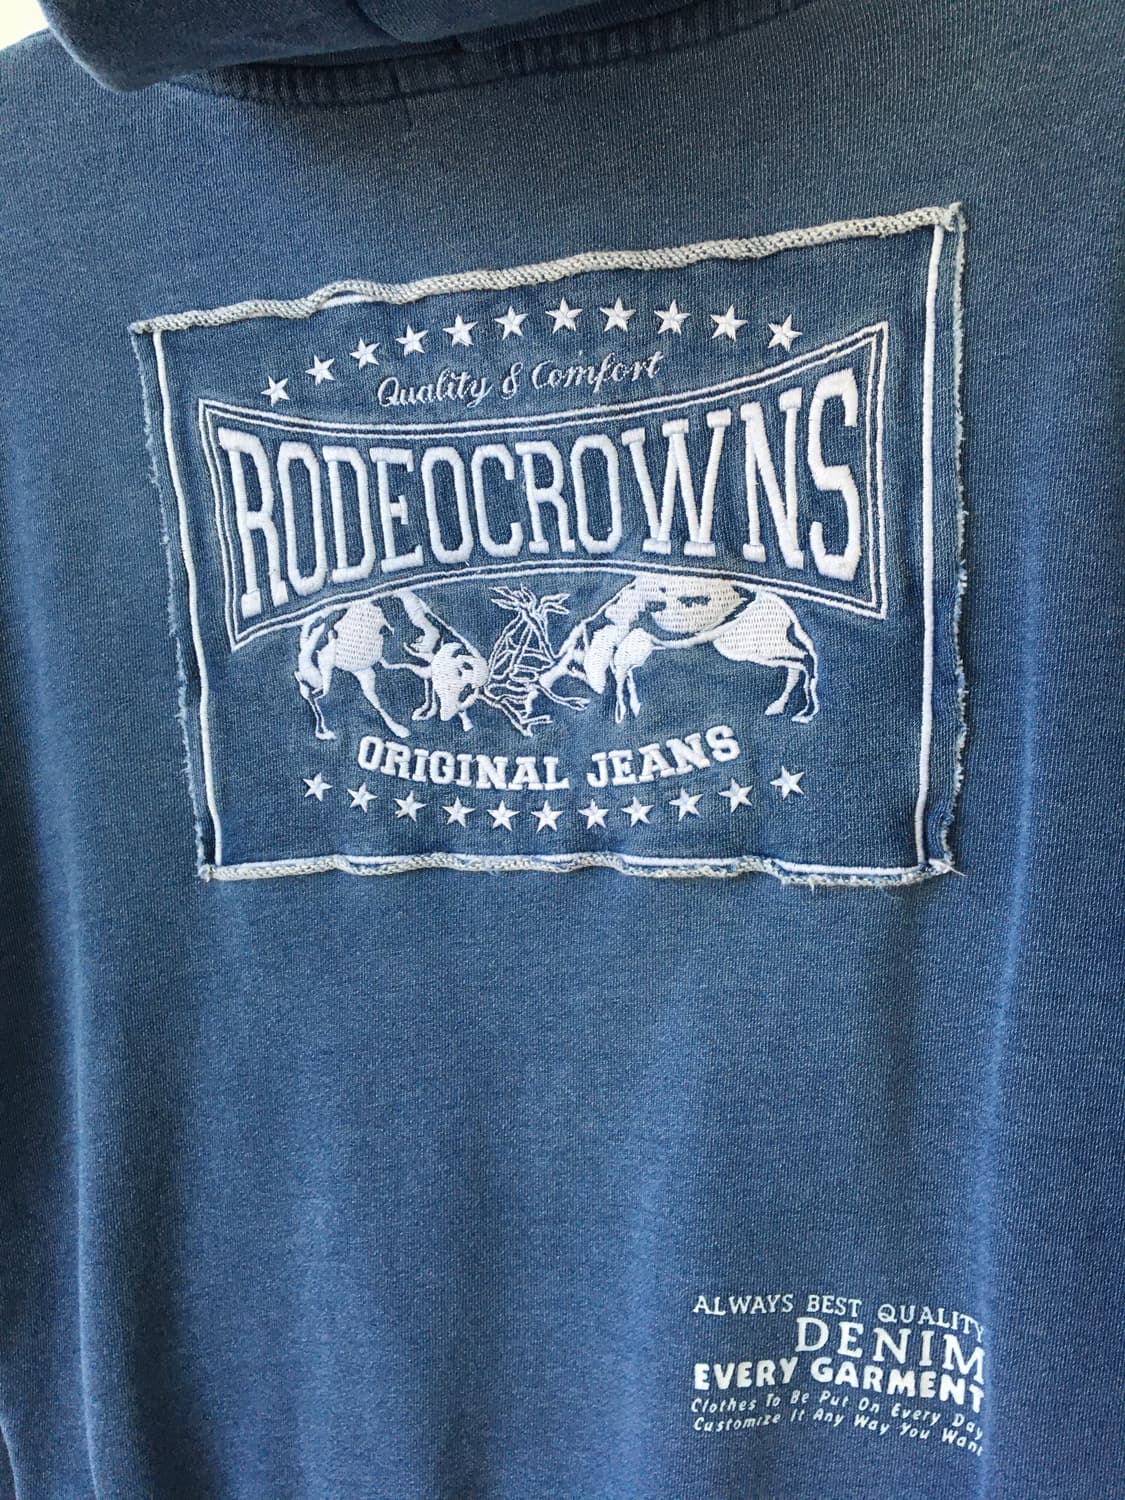 Quality & Comfort
RODEOCROWNS
ORIGINAL JEANS
ALWAYS BEST QUALITY
DENIM
EVERY GARMENT
Clothes To Be Put On Every Day
Customize It Any Way You Want